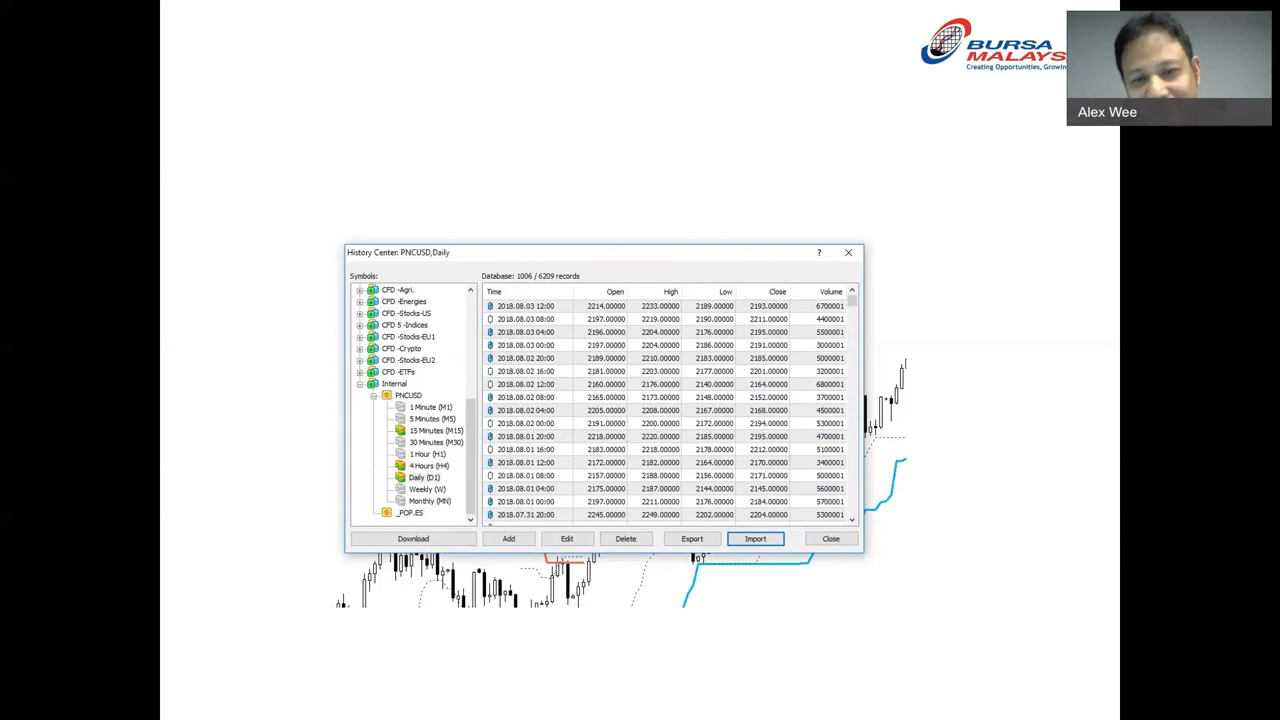 BURSA
MALAYS
Creating Opportunities, Growin
Alex Wee
History Center: PNCUSD,Daily
?
Symbols:
Database: 1006 / 6209 records
CFD -Agri.
CFD -Energies
CFD -Stocks-US
CFD 5 -Indices
CFD -Stocks-EU1
CFD -Crypto
CFD -Stocks-EU2
CFD -ETFs
Internal
PNCUSD
1 Minute (M1)
5 Minutes (M5)
15 Minutes (M15)
30 Minutes (M30)
1 Hour (H1)
4 Hours (H4)
Daily (D1)
Weekly (W)
Monthly (MN)
_POP.ES
Time Open High Low Close Volume
2018.08.03 12:00 2214.00000 2233.00000 2189.00000 2193.00000 6700001
2018.08.03 08:00 2197.00000 2219.00000 2190.00000 2211.00000 4400001
2018.08.03 04:00 2196.00000 2204.00000 2176.00000 2195.00000 5500001
2018.08.03 00:00 2197.00000 2204.00000 2186.00000 2191.00000 3000001
2018.08.02 20:00 2189.00000 2210.00000 2183.00000 2185.00000 5000001
2018.08.02 16:00 2181.00000 2203.00000 2177.00000 2201.00000 3200001
2018.08.02 12:00 2160.00000 2176.00000 2140.00000 2164.00000 6800001
2018.08.02 08:00 2165.00000 2173.00000 2148.00000 2152.00000 3700001
2018.08.02 04:00 2205.00000 2208.00000 2167.00000 2168.00000 4500001
2018.08.02 00:00 2191.00000 2200.00000 2172.00000 2194.00000 5300001
2018.08.01 20:00 2218.00000 2220.00000 2185.00000 2195.00000 4700001
2018.08.01 16:00 2183.00000 2218.00000 2178.00000 2212.00000 5100001
2018.08.01 12:00 2172.00000 2182.00000 2164.00000 2170.00000 3400001
2018.08.01 08:00 2157.00000 2188.00000 2156.00000 2171.00000 5000001
2018.08.01 04:00 2175.00000 2187.00000 2144.00000 2145.00000 5600001
2018.08.01 00:00 2197.00000 2211.00000 2176.00000 2184.00000 5700001
2018.07.31 20:00 2245.00000 2249.00000 2202.00000 2204.00000 5300001
Download Add Edit Delete Export Import Close